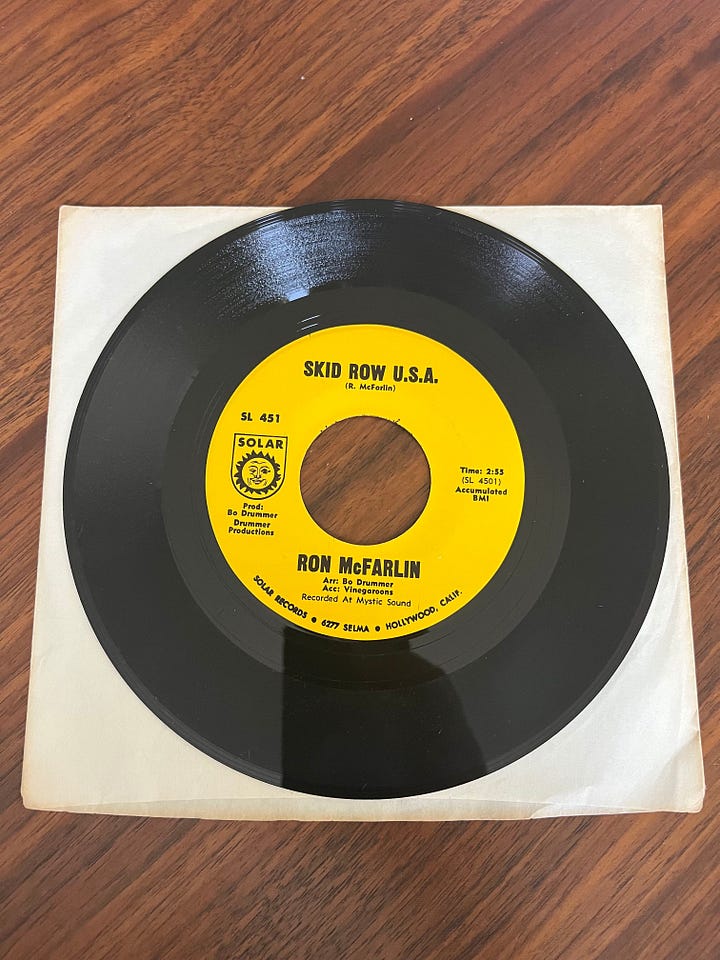 SKID ROW U.S.A.
(R. McFarlin)
SL 451
SOLAR
Prod:
Bo Drummer
Drummer
Productions
Time: 2:55
(SL 4501)
Accumulated
BMI
RON McFARLIN
Arr: Bo Drummer
Acc: Vinegaroons
Recorded At Mystic Sound
SOLAR RECORDS • 6277 SELMA • HOLLYWOOD, CALIF.